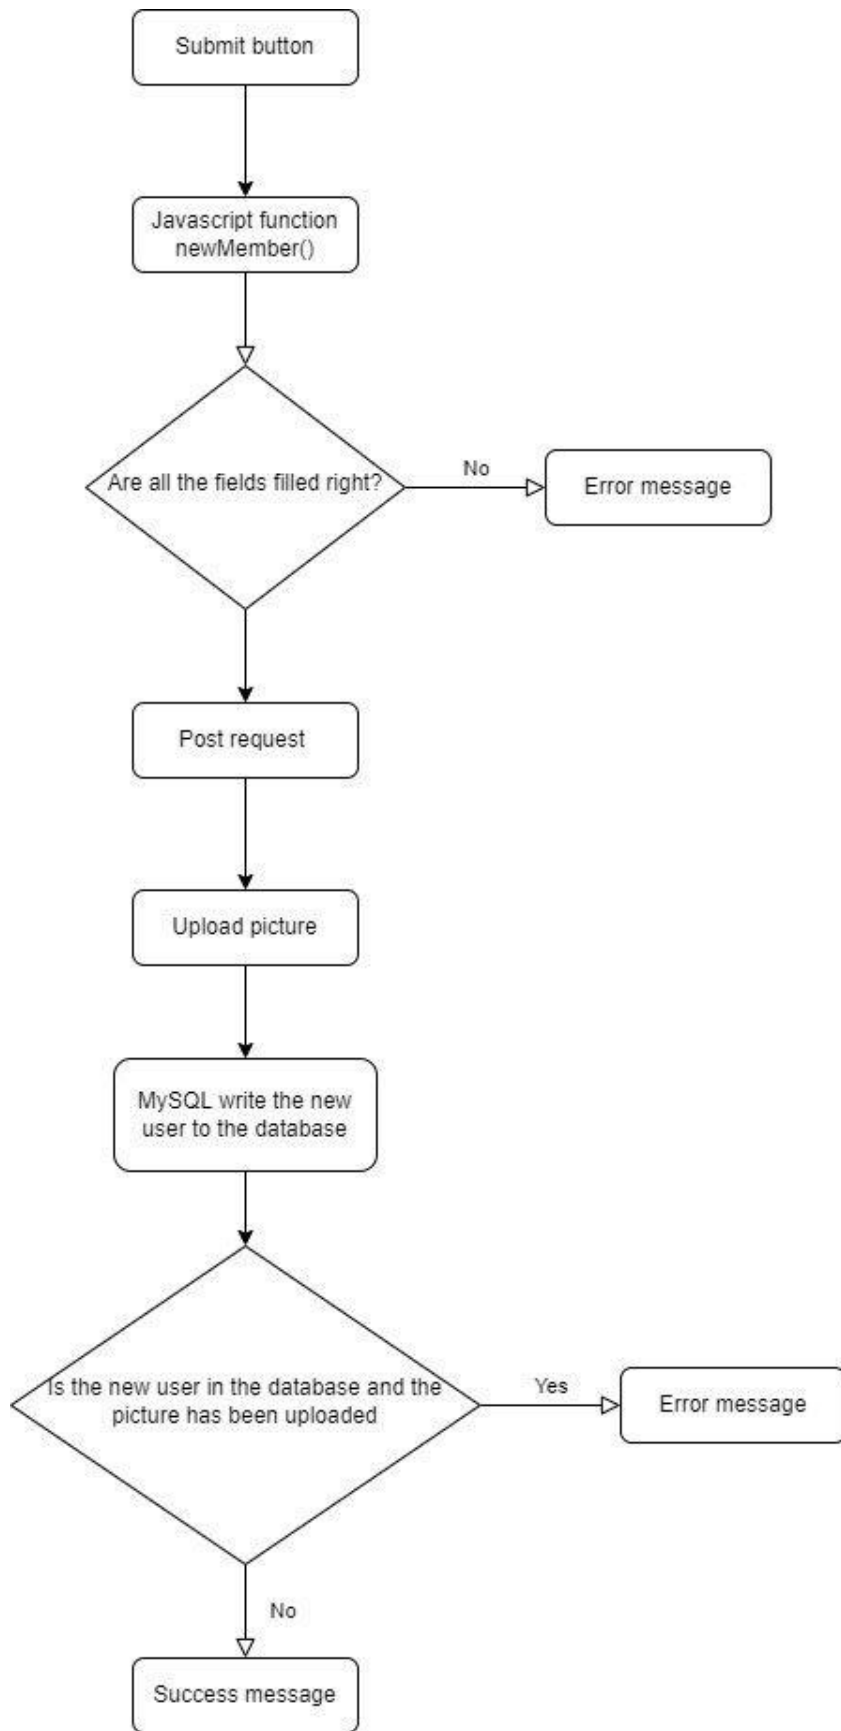 Submit button
Javascript function
newMember()
Are all the fields filled right?
No
Error message
Post request
Upload picture
MySQL write the new
user to the database
Is the new user in the database and the
picture has been uploaded
Yes
Error message
No
Success message